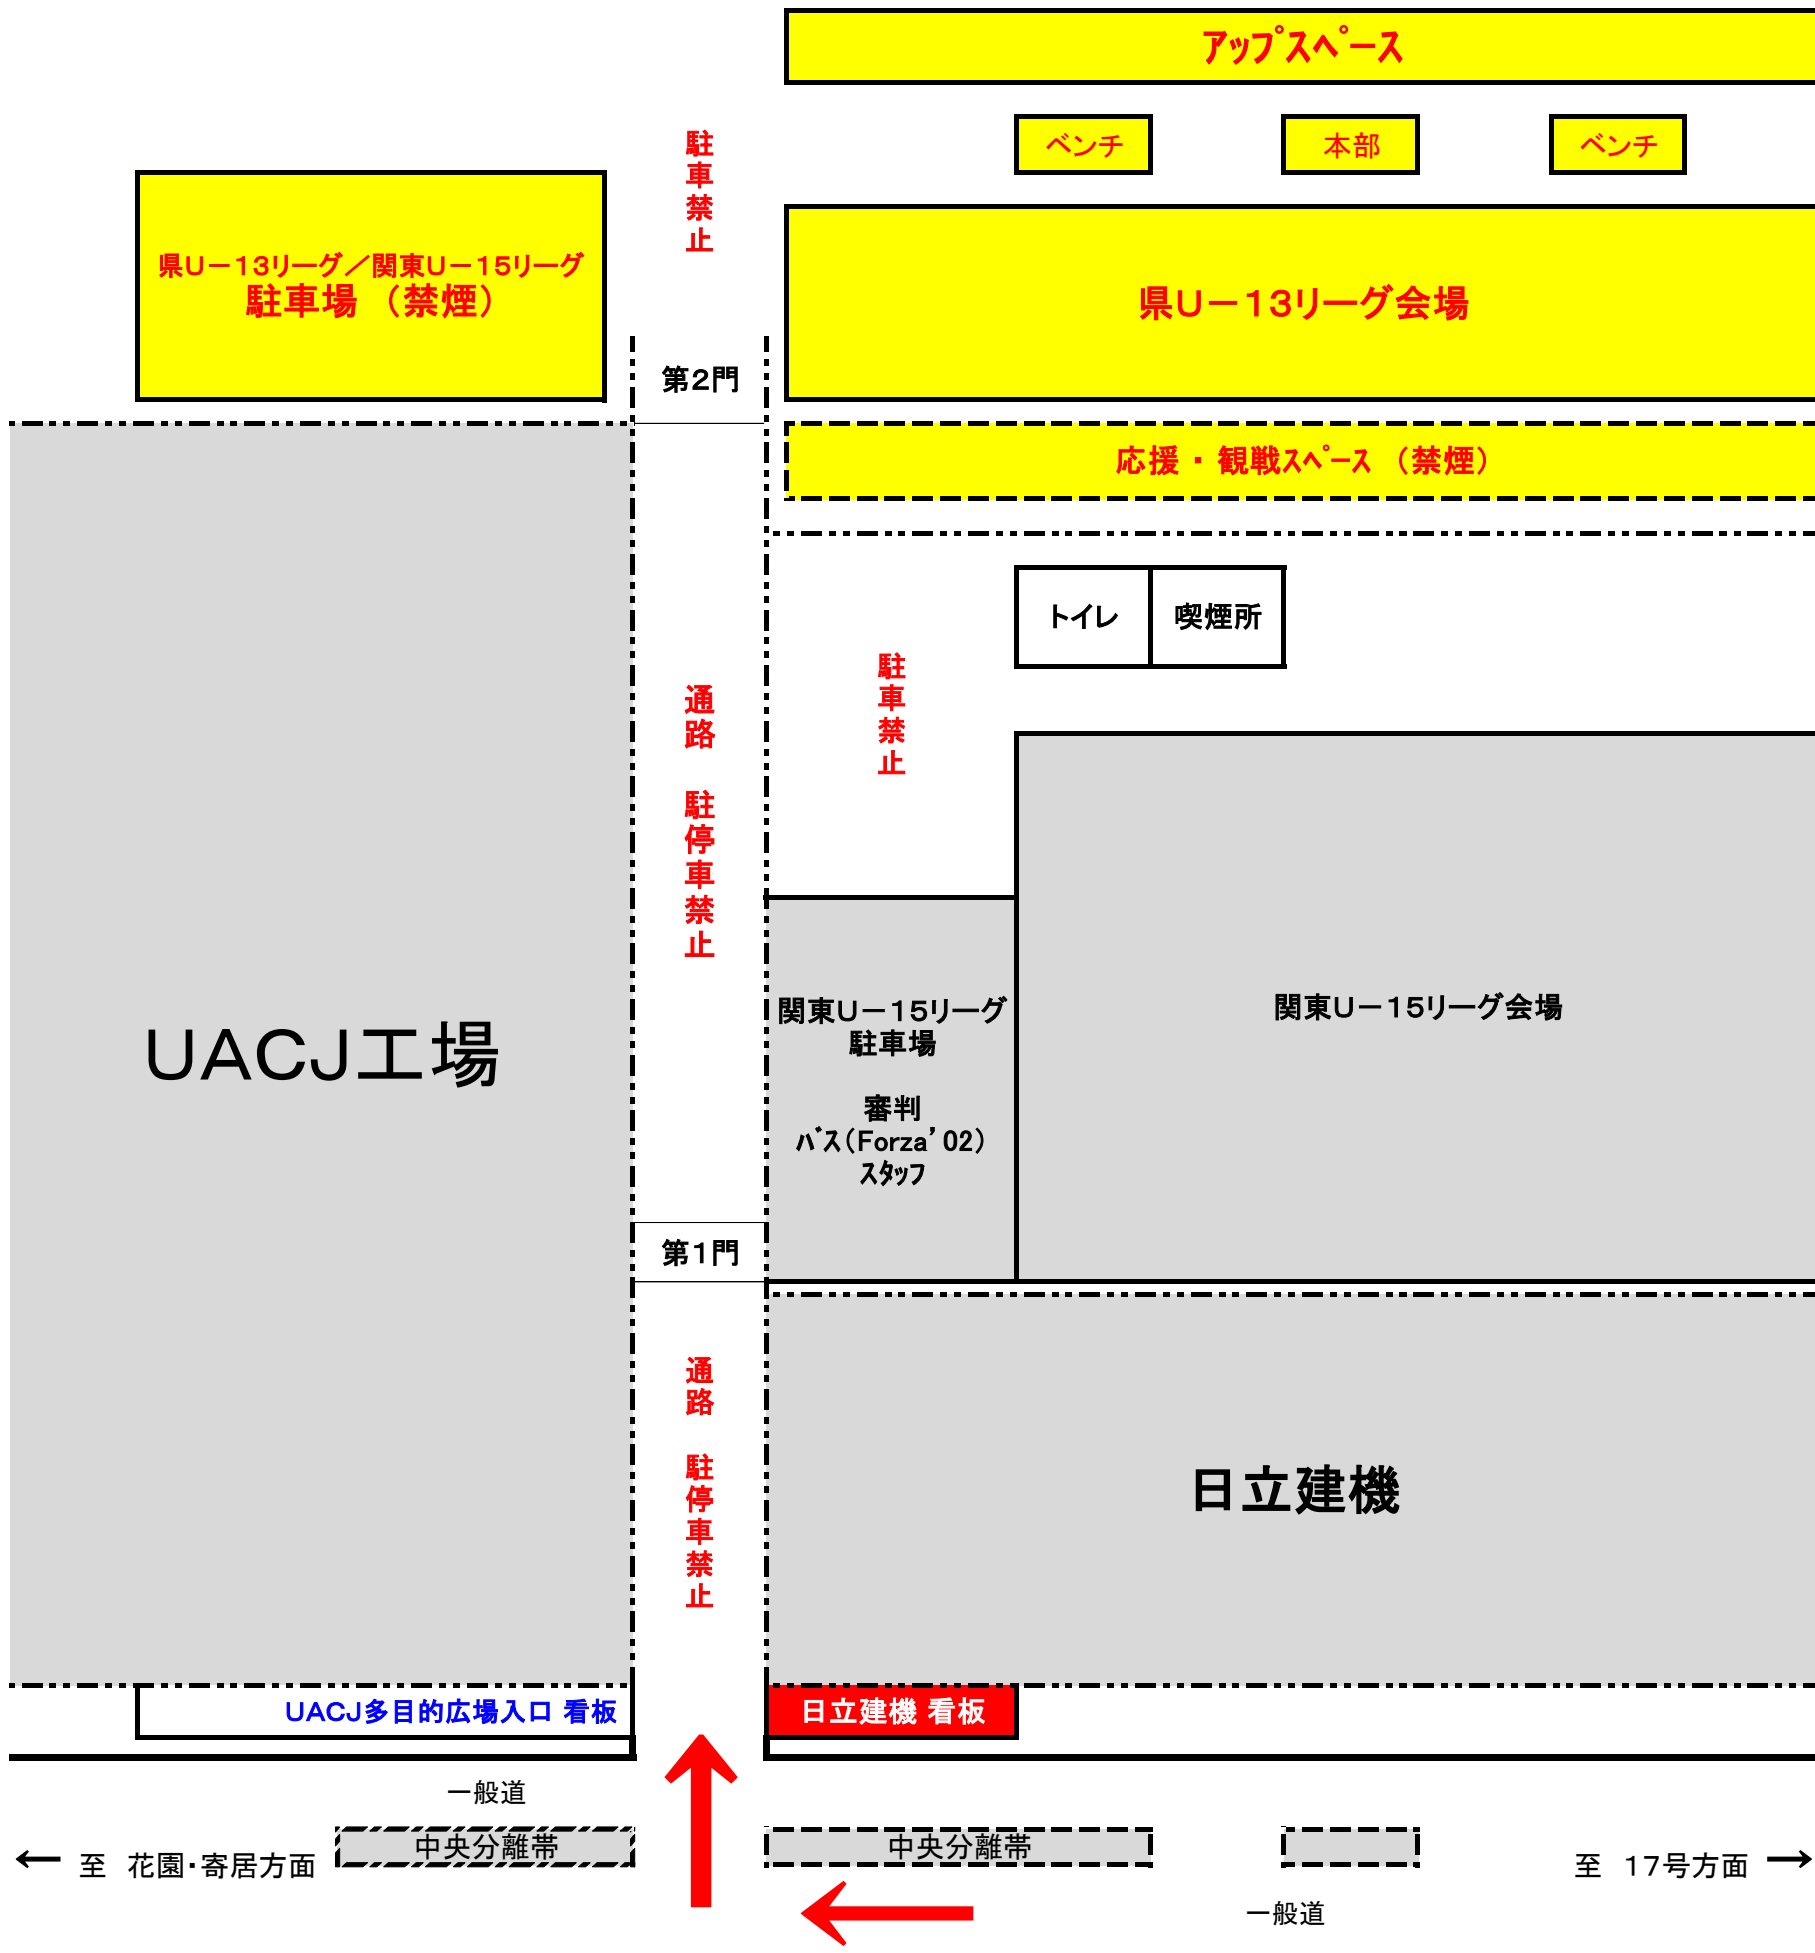 アップスペース
ベンチ
本部
ベンチ
駐車禁止
県U－13リーグ／関東U－15リーグ
駐車場 （禁煙）
県U－13リーグ会場
第2門
応援・観戦スペース （禁煙）
トイレ
喫煙所
駐車禁止
通路　駐停車禁止
関東U－15リーグ
駐車場
審判
バス（Forza’02）
スタッフ
関東U－15リーグ会場
UACJ工場
第1門
通路　駐停車禁止
日立建機
UACJ多目的広場入口 看板
日立建機 看板
一般道
中央分離帯
中央分離帯
← 至　花園・寄居方面
至　17号方面 →
一般道